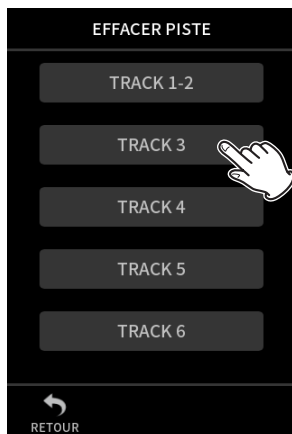 EFFACER PISTE
TRACK 1-2
TRACK 3
TRACK 4
TRACK 5
TRACK 6
RETOUR